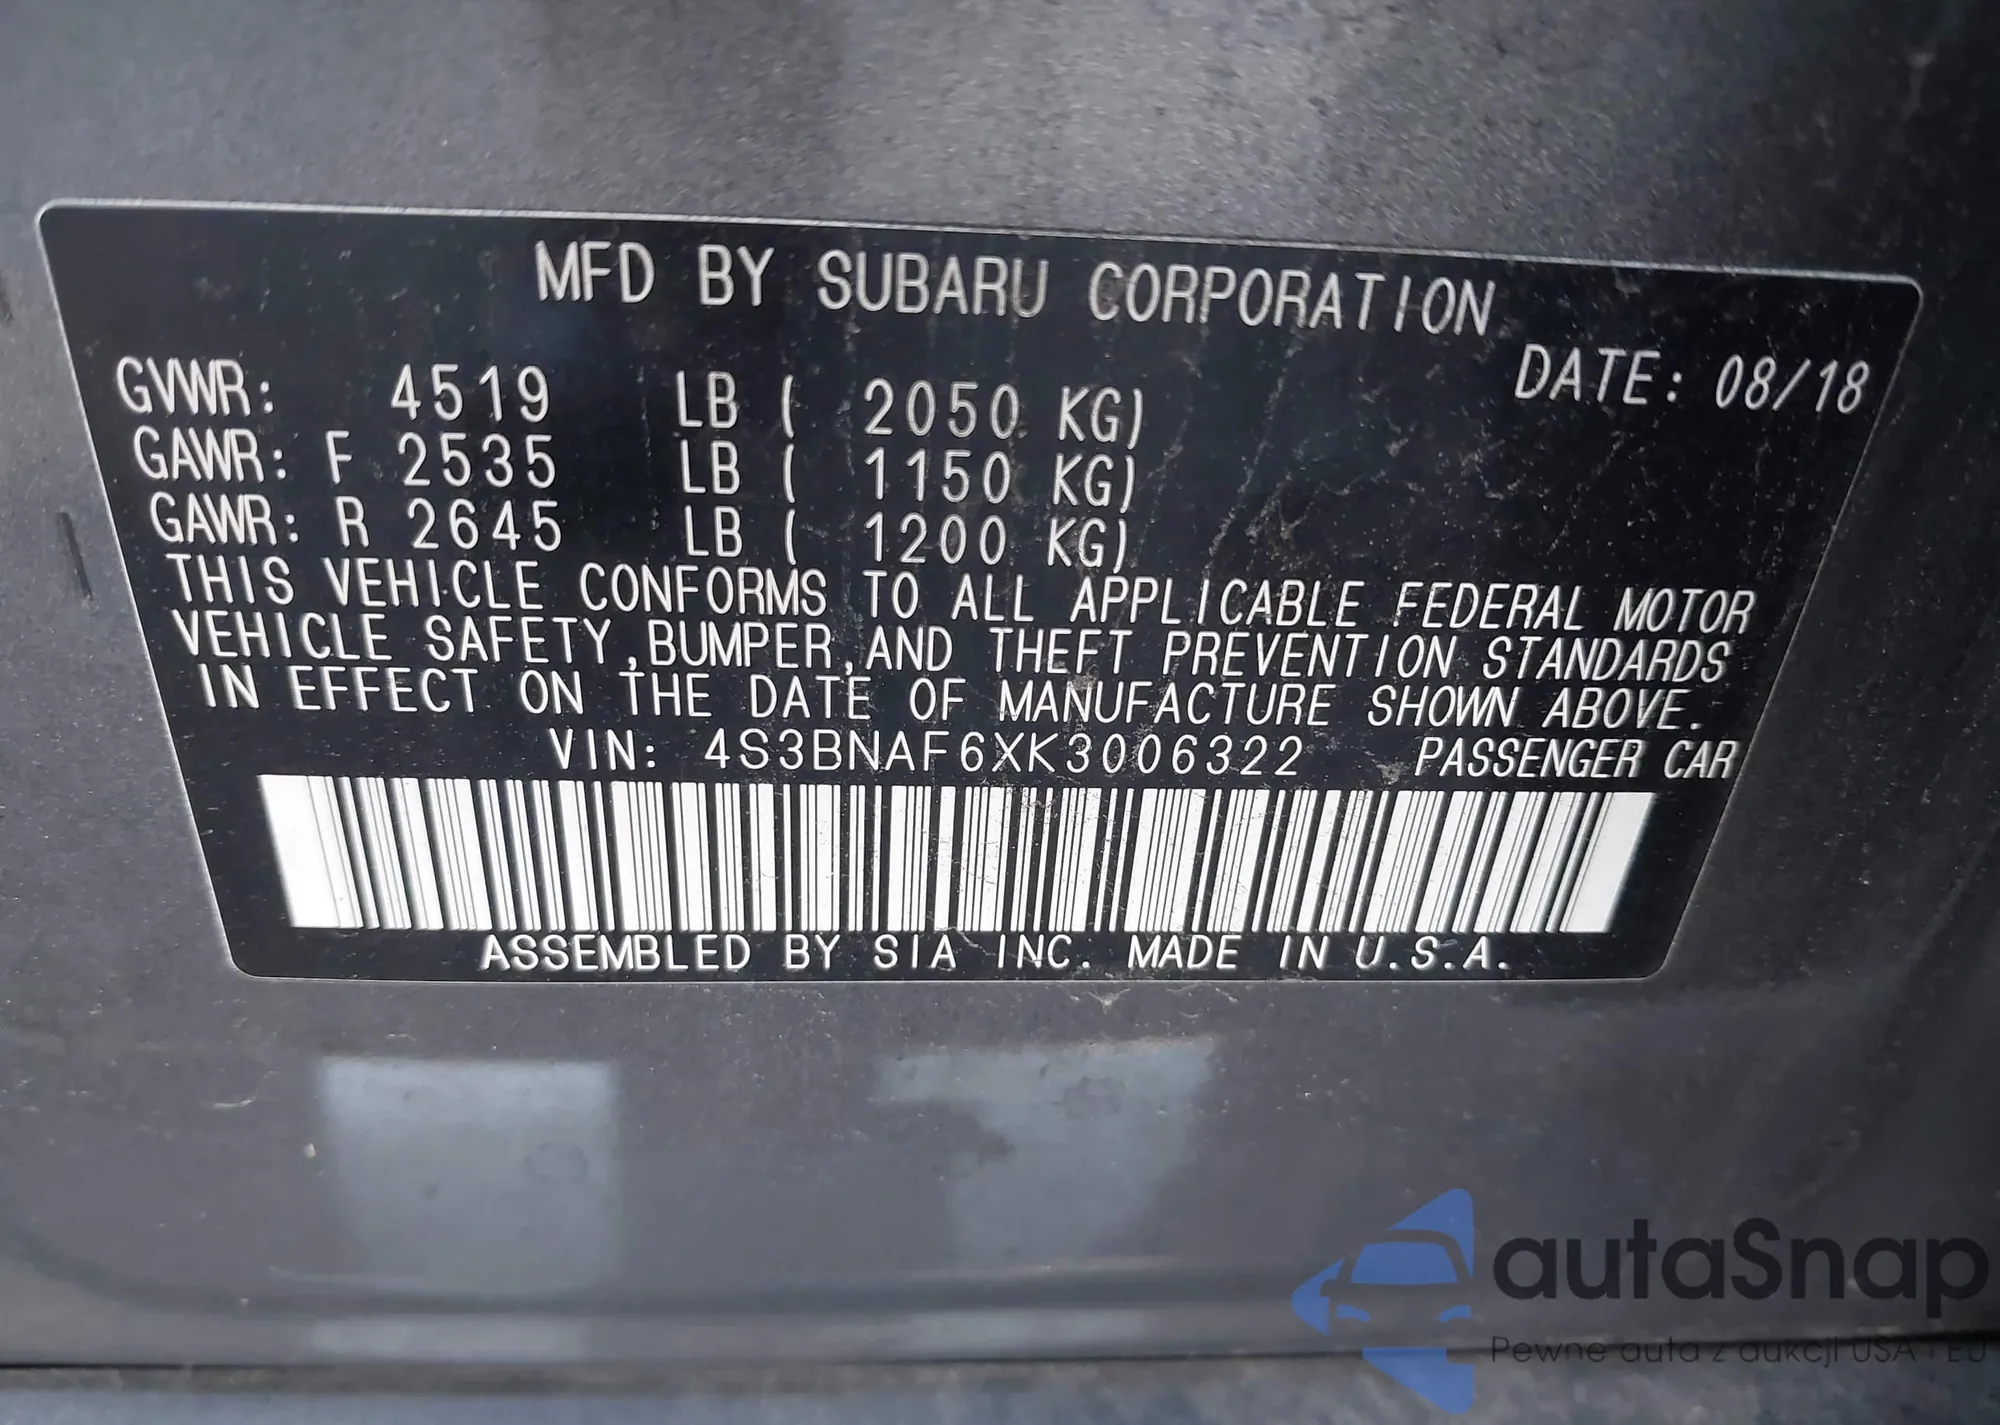 MFD BY SUBARU CORPORATION
DATE: 08/18
GVWR: 4519 LB ( 2050 KG)
GAWR: F 2535 LB ( 1150 KG)
GAWR: R 2645 LB ( 1200 KG)
THIS VEHICLE CONFORMS TO ALL APPLICABLE FEDERAL MOTOR
VEHICLE SAFETY,BUMPER,AND THEFT PREVENTION STANDARDS
IN EFFECT ON THE DATE OF MANUFACTURE SHOWN ABOVE.
VIN: 4S3BNAF6XK3006322 PASSENGER CAR
ASSEMBLED BY SIA INC. MADE IN U.S.A.
autaSnap
Pewne auta z aukcji USA i EU